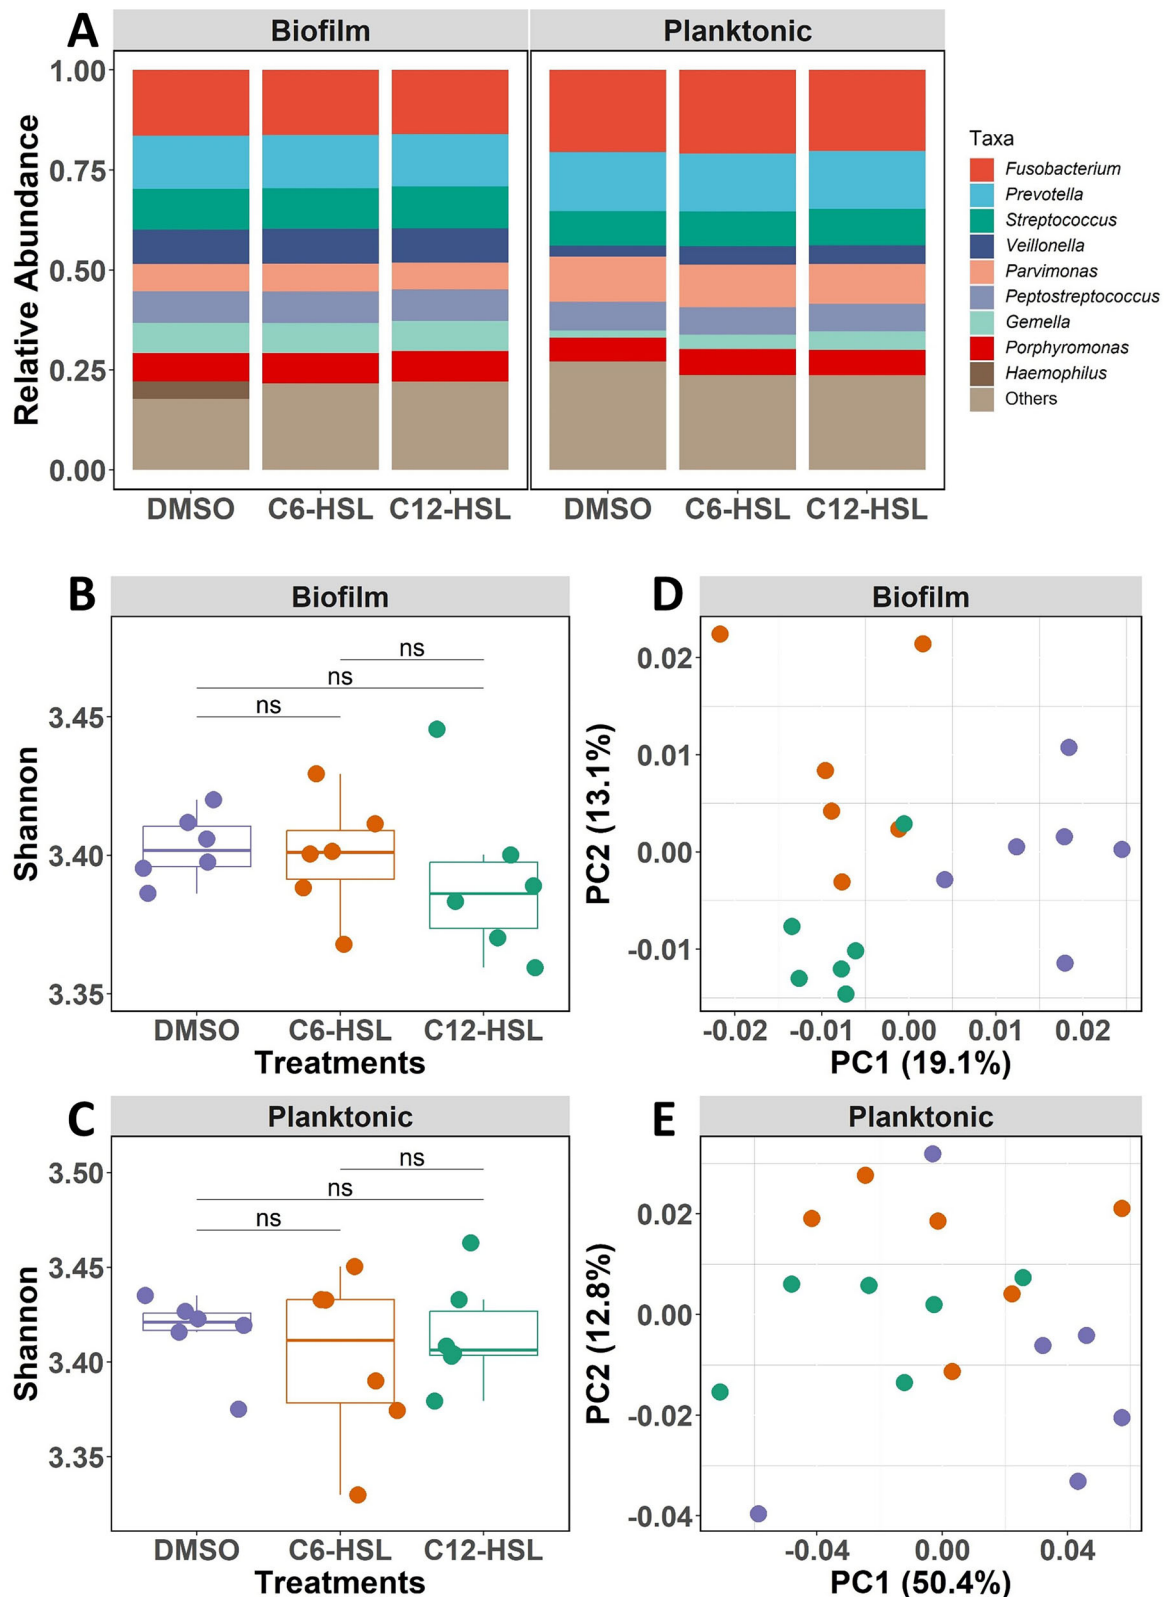 A
Biofilm
Planktonic
Relative Abundance
1.00
0.75
0.50
0.25
0.00
DMSO
C6-HSL
C12-HSL
DMSO
C6-HSL
C12-HSL
Taxa
Fusobacterium
Prevotella
Streptococcus
Veillonella
Parvimonas
Peptostreptococcus
Gemella
Porphyromonas
Haemophilus
Others
B
Biofilm
Shannon
3.45
3.40
3.35
ns
ns
ns
DMSO
C6-HSL
C12-HSL
Treatments
D
Biofilm
PC2 (13.1%)
0.02
0.01
0.00
-0.01
-0.02
-0.01
0.00
0.01
0.02
PC1 (19.1%)
C
Planktonic
Shannon
3.50
3.45
3.40
3.35
ns
ns
ns
DMSO
C6-HSL
C12-HSL
Treatments
E
Planktonic
PC2 (12.8%)
0.02
0.00
-0.02
-0.04
-0.04
0.00
0.04
PC1 (50.4%)